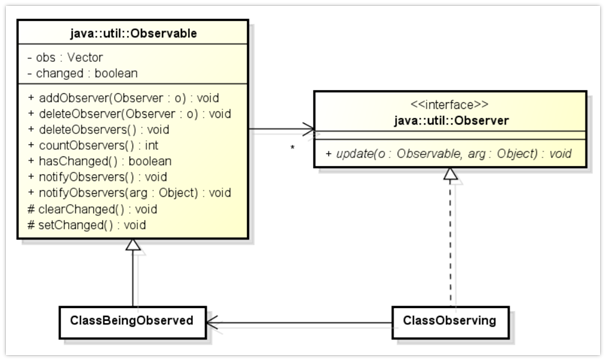 java::util::Observable
- obs : Vector
- changed : boolean
+ addObserver(Observer : o) : void
+ deleteObserver(Observer : o) : void
+ deleteObservers() : void
+ countObservers() : int
+ hasChanged() : boolean
+ notifyObservers() : void
+ notifyObservers(arg : Object) : void
# clearChanged() : void
# setChanged() : void
*
<<interface>>
java::util::Observer
+ update(o : Observable, arg : Object) : void
ClassBeingObserved
ClassObserving